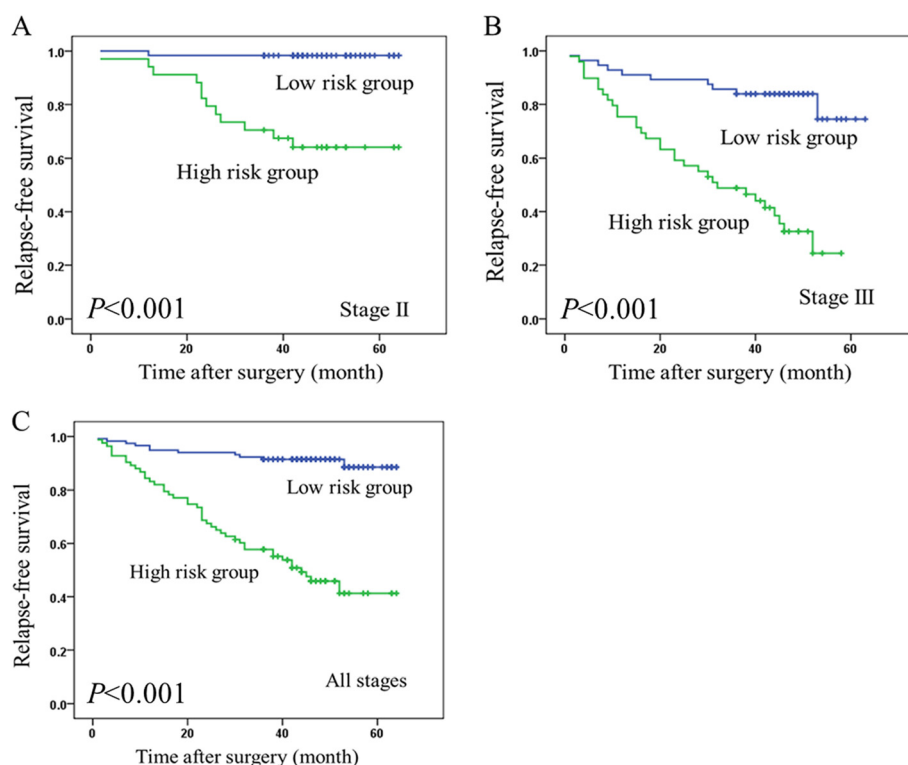 A
Relapse-free survival
1.0
0.8
0.6
0.4
0.2
0.0
Low risk group
High risk group
P<0.001
Stage II
0 20 40 60
Time after surgery (month)
B
Relapse-free survival
1.0
0.8
0.6
0.4
0.2
0.0
Low risk group
High risk group
P<0.001
Stage III
0 20 40 60
Time after surgery (month)
C
Relapse-free survival
1.0
0.8
0.6
0.4
0.2
0.0
Low risk group
High risk group
P<0.001
All stages
0 20 40 60
Time after surgery (month)